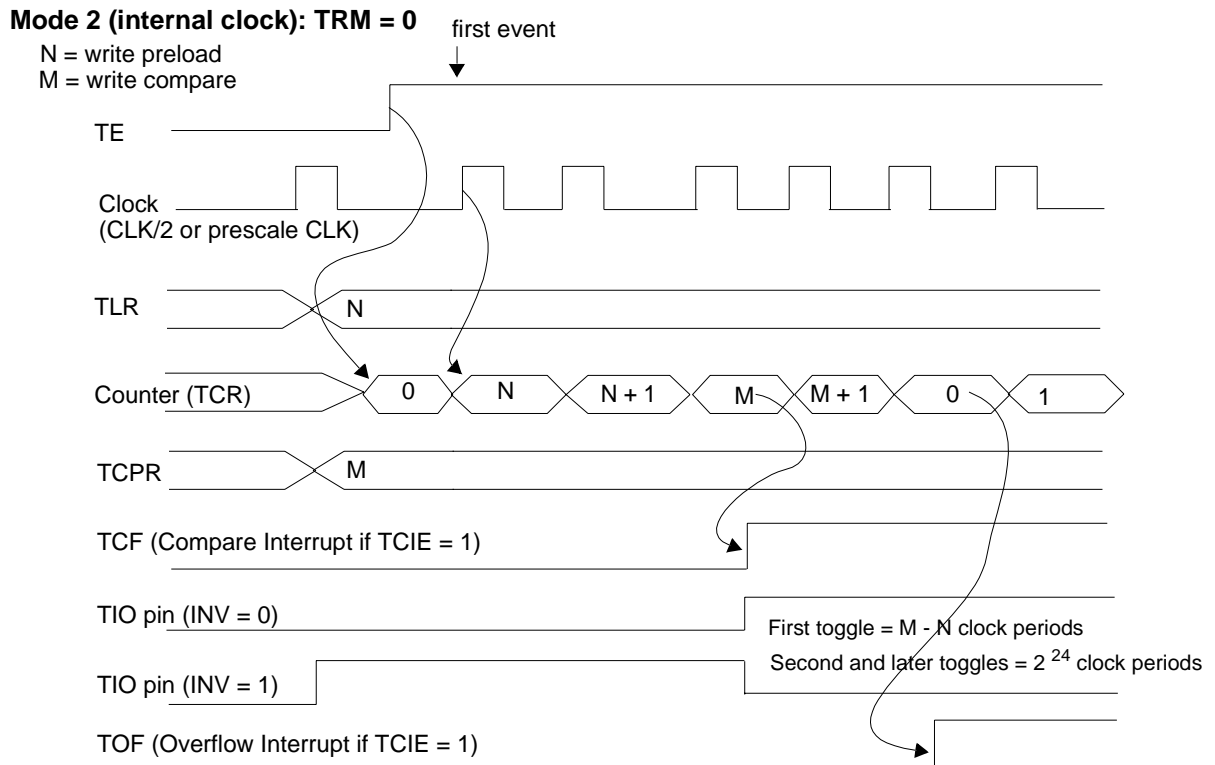 Mode 2 (internal clock): TRM = 0
first event
N = write preload
M = write compare
TE
Clock
(CLK/2 or prescale CLK)
TLR
N
Counter (TCR)
0
N
N + 1
M
M + 1
0
1
TCPR
M
TCF (Compare Interrupt if TCIE = 1)
TIO pin (INV = 0)
First toggle = M - N clock periods
Second and later toggles = 2 24 clock periods
TIO pin (INV = 1)
TOF (Overflow Interrupt if TCIE = 1)